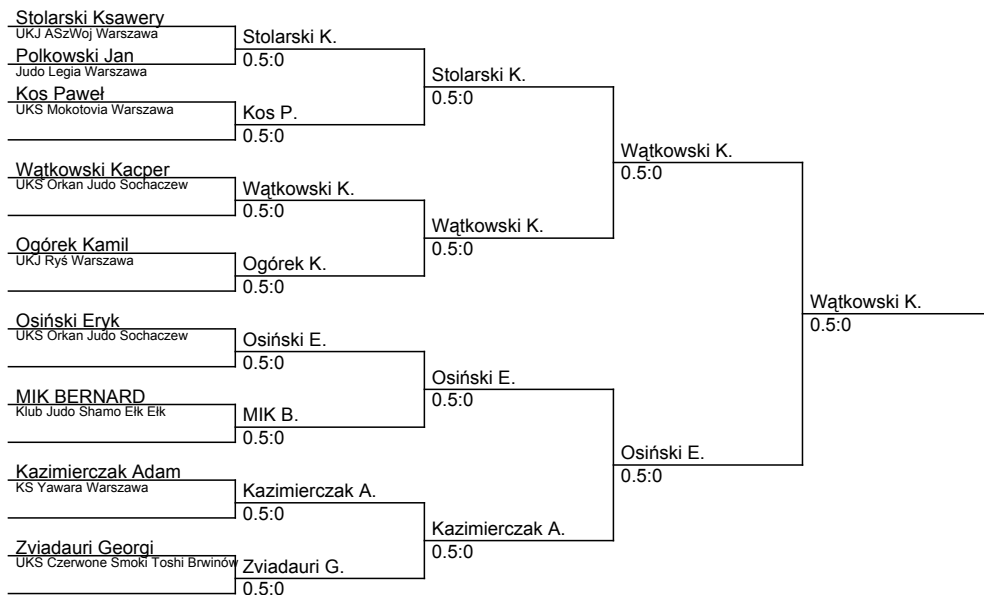 Stolarski Ksawery
UKJ ASzWoj Warszawa
Polkowski Jan
Judo Legia Warszawa
Kos Paweł
UKS Mokotovia Warszawa
Wątkowski Kacper
UKS Orkan Judo Sochaczew
Ogórek Kamil
UKJ Ryś Warszawa
Osiński Eryk
UKS Orkan Judo Sochaczew
MIK BERNARD
Klub Judo Shamo Ełk Ełk
Kazimierczak Adam
KS Yawara Warszawa
Zviadauri Georgi
UKS Czerwone Smoki Toshi Brwinów
Stolarski K.
0.5:0
Kos P.
0.5:0
Wątkowski K.
0.5:0
Ogórek K.
0.5:0
Osiński E.
0.5:0
MIK B.
0.5:0
Kazimierczak A.
0.5:0
Zviadauri G.
0.5:0
Stolarski K.
0.5:0
Wątkowski K.
0.5:0
Osiński E.
0.5:0
Kazimierczak A.
0.5:0
Wątkowski K.
0.5:0
Osiński E.
0.5:0
Wątkowski K.
0.5:0